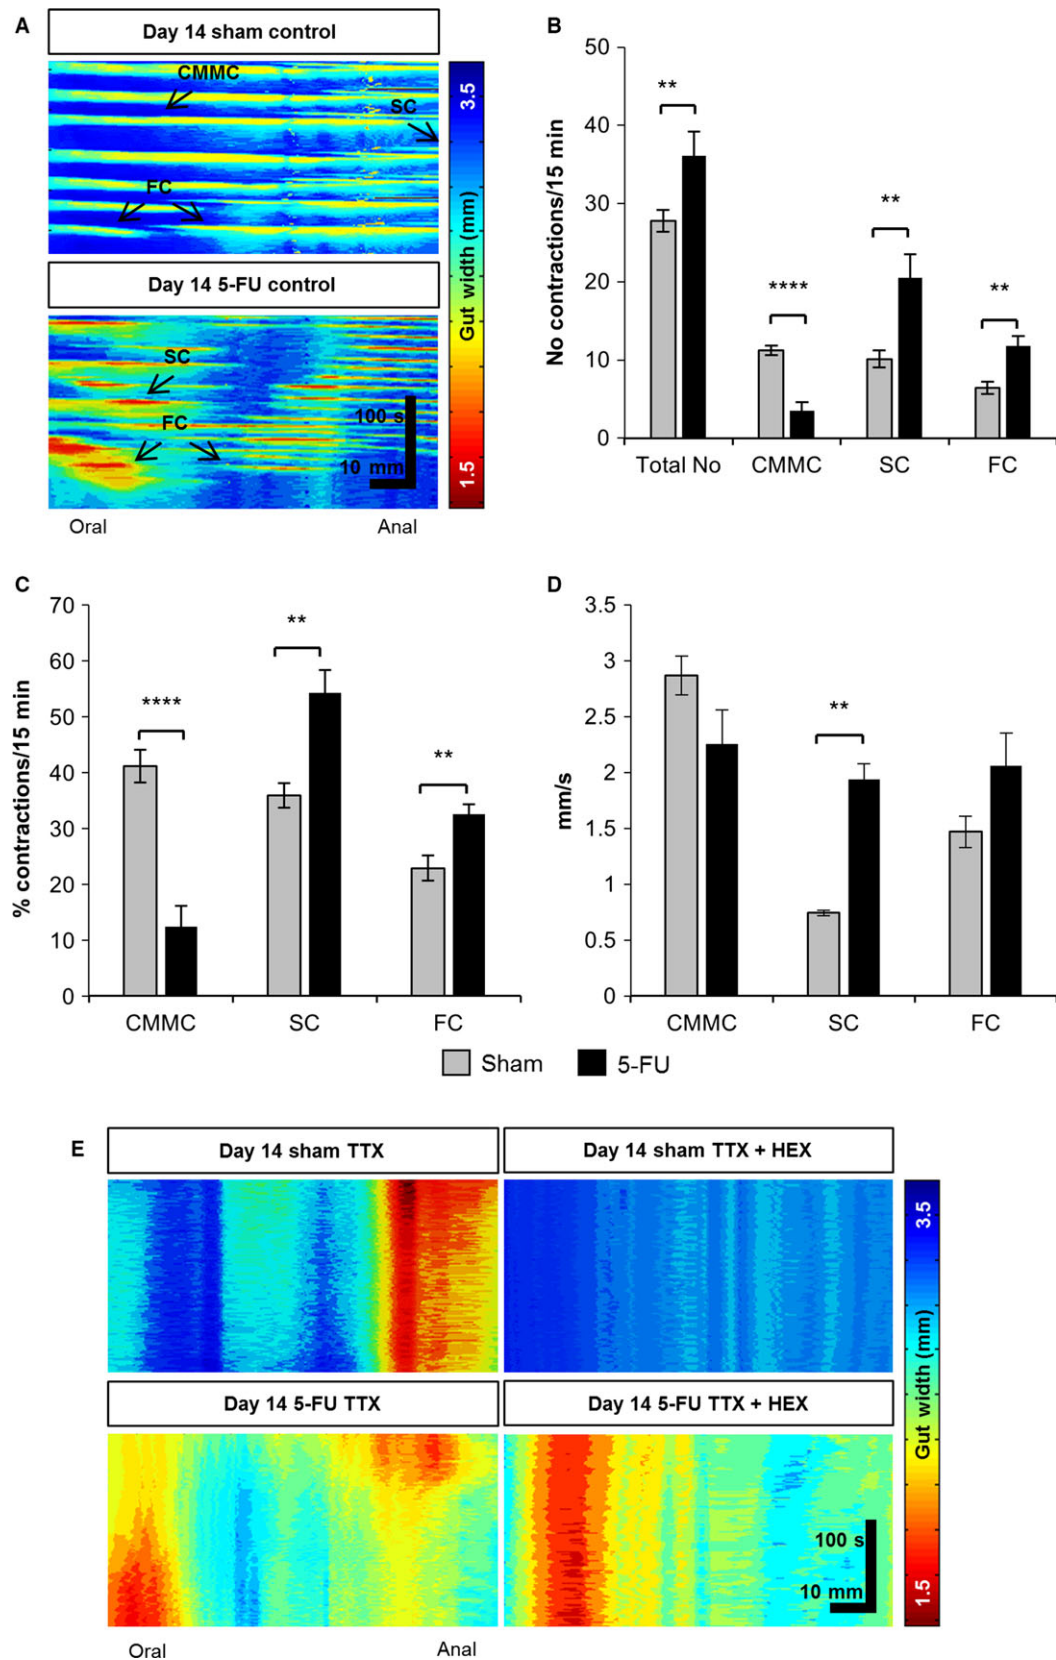 A
Day 14 sham control
CMMC
SC
FC
Day 14 5-FU control
SC
FC
100 s
10 mm
Oral
Anal
3.5
Gut width (mm)
1.5
B
No contractions/15 min
50
40
30
20
10
0
**
****
**
**
Total No
CMMC
SC
FC
C
% contractions/15 min
70
60
50
40
30
20
10
0
****
**
**
CMMC
SC
FC
D
mm/s
3.5
3
2.5
2
1.5
1
0.5
0
**
CMMC
SC
FC
Sham
5-FU
E
Day 14 sham TTX
Day 14 sham TTX + HEX
Day 14 5-FU TTX
Day 14 5-FU TTX + HEX
100 s
10 mm
Oral
Anal
3.5
Gut width (mm)
1.5